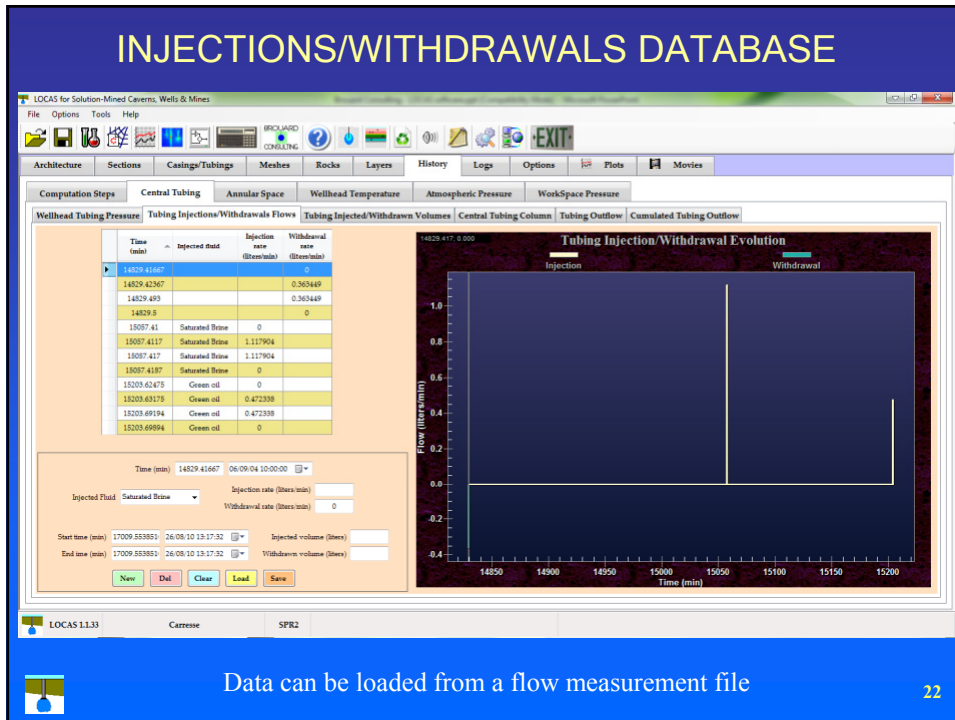 INJECTIONS/WITHDRAWALS DATABASE
LOCAS for Solution-Mined Caverns, Wells & Mines
File Options Tools Help
BROUARD CONSULTING
EXIT
Architecture Sections Casings/Tubings Meshes Rocks Layers History Logs Options Plots Movies
Computation Steps Central Tubing Annular Space Wellhead Temperature Atmospheric Pressure WorkSpace Pressure
Wellhead Tubing Pressure Tubing Injections/Withdrawals Flows Tubing Injected/Withdrawn Volumes Central Tubing Column Tubing Outflow Cumulated Tubing Outflow
Time (min) Injected fluid Injection rate (liters/min) Withdrawal rate (liters/min)
14829.41667 0
14829.42367 0.363449
14829.493 0.363449
14829.5 0
15057.41 Saturated Brine 0
15057.4117 Saturated Brine 1.117904
15057.417 Saturated Brine 1.117904
15057.4187 Saturated Brine 0
15203.62475 Green oil 0
15203.63175 Green oil 0.472338
15203.69194 Green oil 0.472338
15203.69894 Green oil 0
Time (min) 14829.41667 06/09/04 10:00:00
Injected Fluid Saturated Brine
Injection rate (liters/min)
Withdrawal rate (liters/min) 0
Start time (min) 17009.553851 26/08/10 13:17:32 Injected volume (liters)
End ime (min) 17009.553851 26/08/10 13:17:32 Withdrawn volume (liters)
New Del Clear Load Save
14829.417; 0.000
Tubing Injection/Withdrawal Evolution
Injection Withdrawal
Flow (liters/min)
1.0
0.8
0.6
0.4
0.2
0.0
-0.2
-0.4
14850 14900 14950 15000 15050 15100 15150 15200
Time (min)
LOCAS 1.1.33 Carresse SPR2
Data can be loaded from a flow measurement file
22